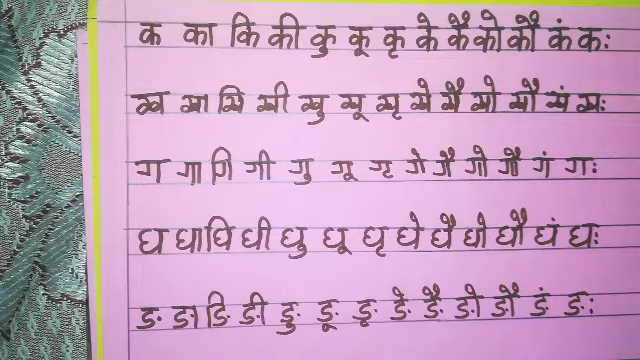 क का कि की कु कू कृ के कै को कौ कं कः
ख खा खि खी खु खू खृ खे खै खो खौ खं खः
ग गा गि गी गु गू गृ गे गै गो गौ गं गः
घ घा घि घी घु घू घृ घे घै घो घौ घं घः
ङ ङा ङि ङी ङु ङू ङृ ङे ङै ङो ङौ ङं ङः